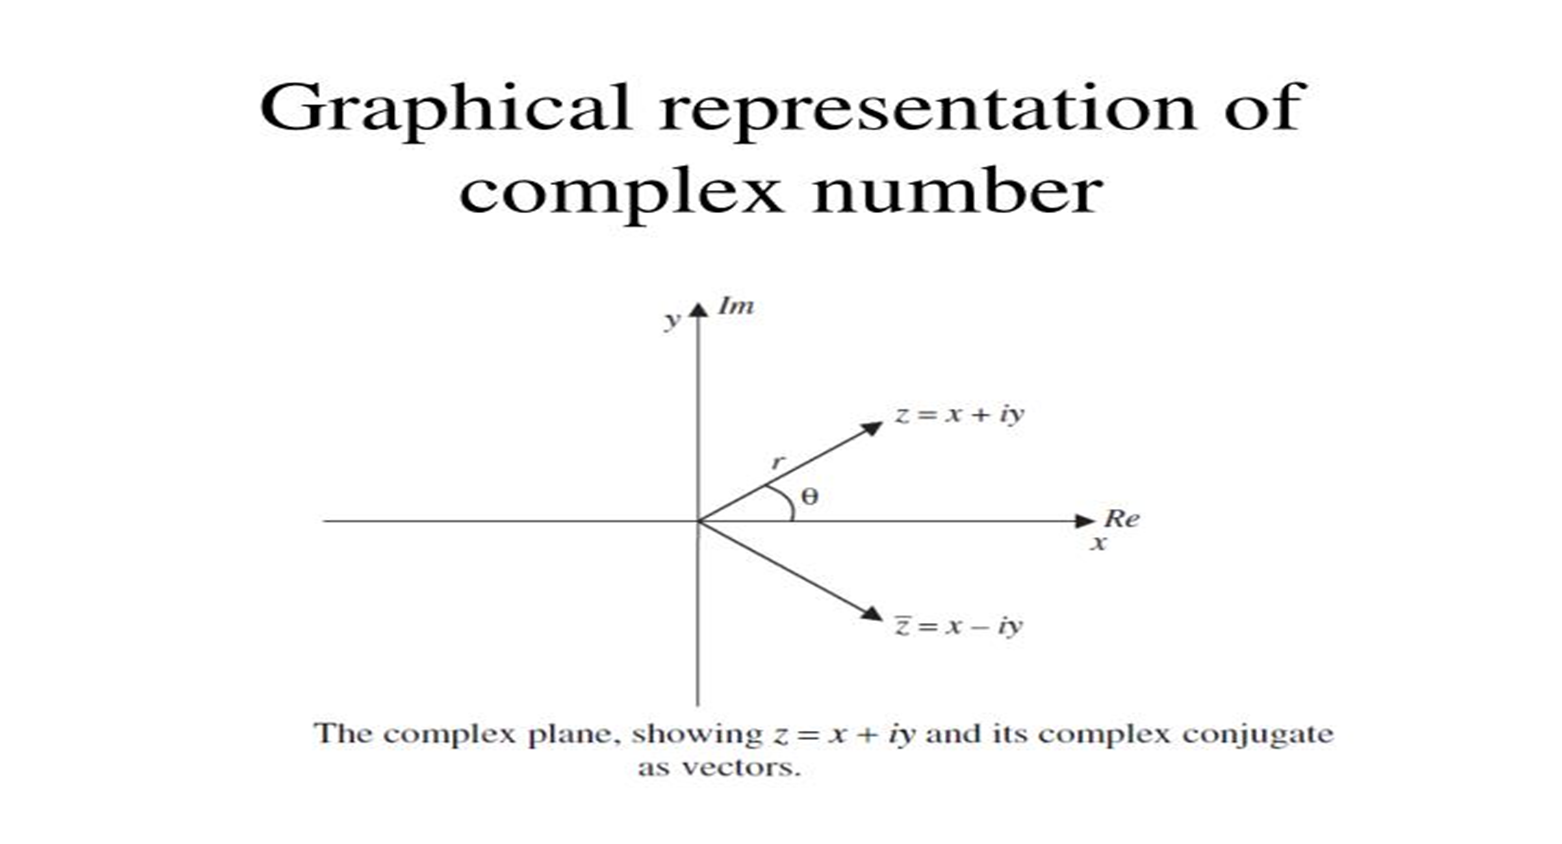 Graphical representation of
complex number
y
Im
z = x + iy
r
θ
Re
x
z̅ = x – iy
The complex plane, showing z = x + iy and its complex conjugate
as vectors.